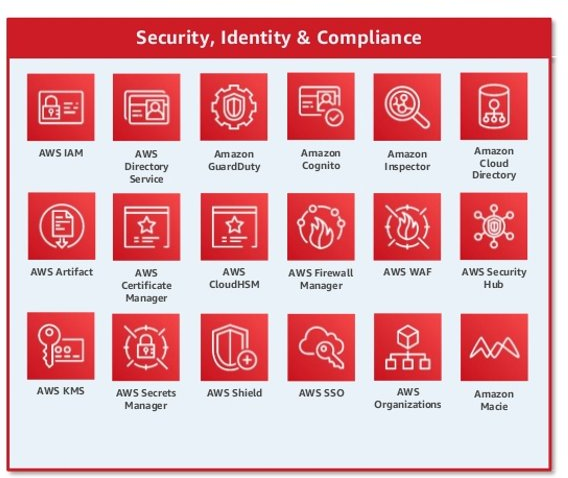 Security, Identity & Compliance
AWS IAM
AWS
Directory
Service
Amazon
GuardDuty
Amazon
Cognito
Amazon
Inspector
Amazon
Cloud
Directory
AWS Artifact
AWS
Certificate
Manager
AWS
CloudHSM
AWS Firewall
Manager
AWS WAF
AWS Security
Hub
AWS KMS
AWS Secrets
Manager
AWS Shield
AWS SSO
AWS
Organizations
Amazon
Macie